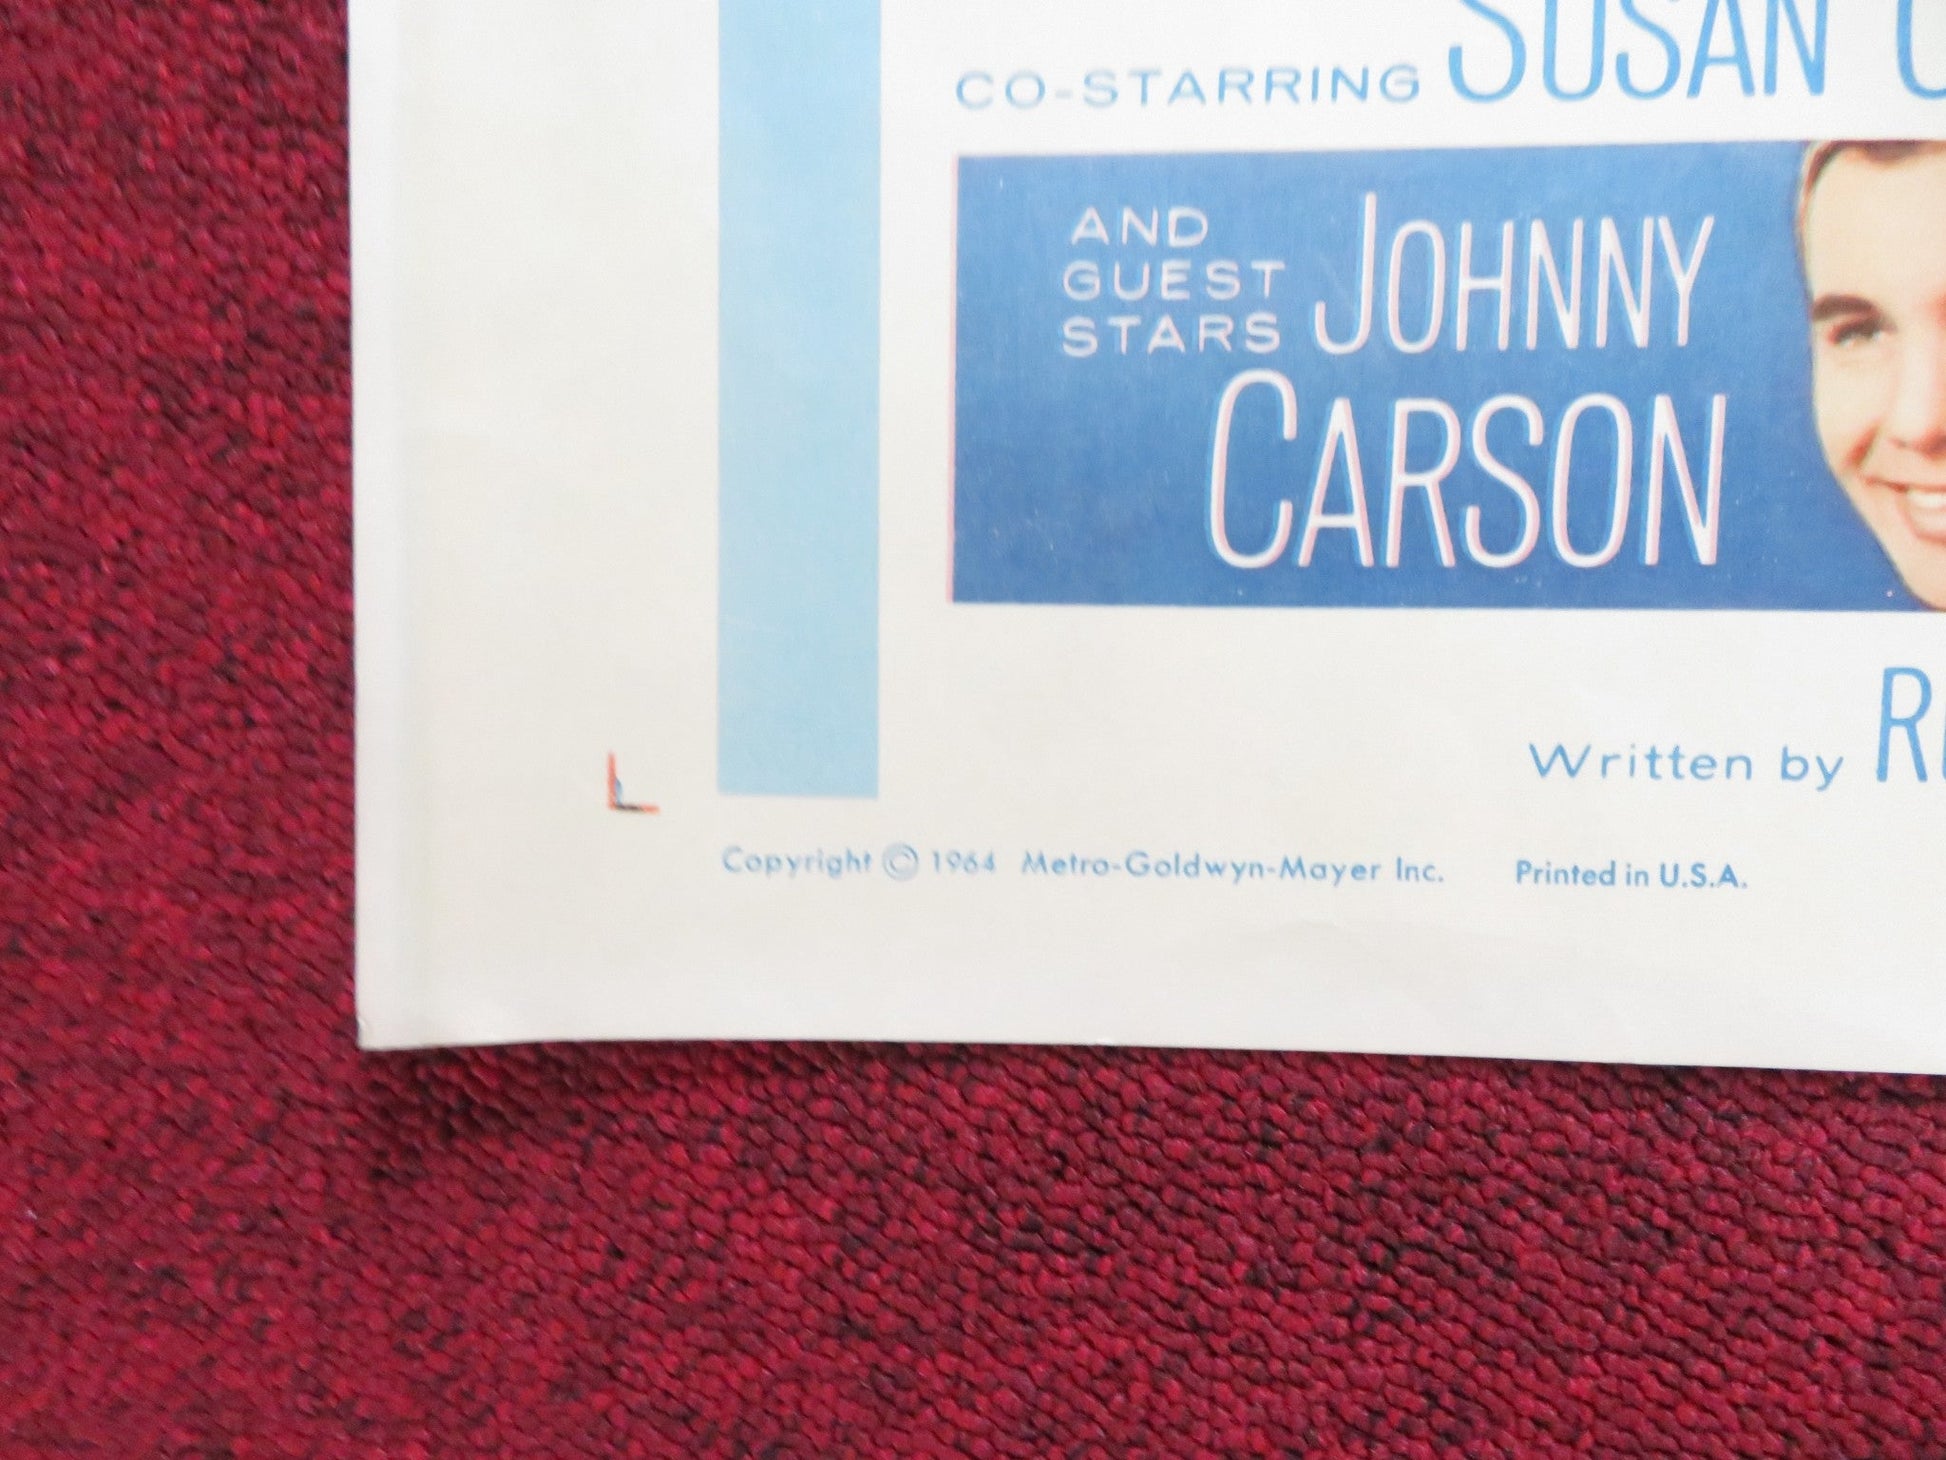 CO-STARRING SUSAN
AND
GUEST
STARS
JOHNNY
CARSON
Written by
Copyright © 1964 Metro-Goldwyn-Mayer Inc. Printed in U.S.A.